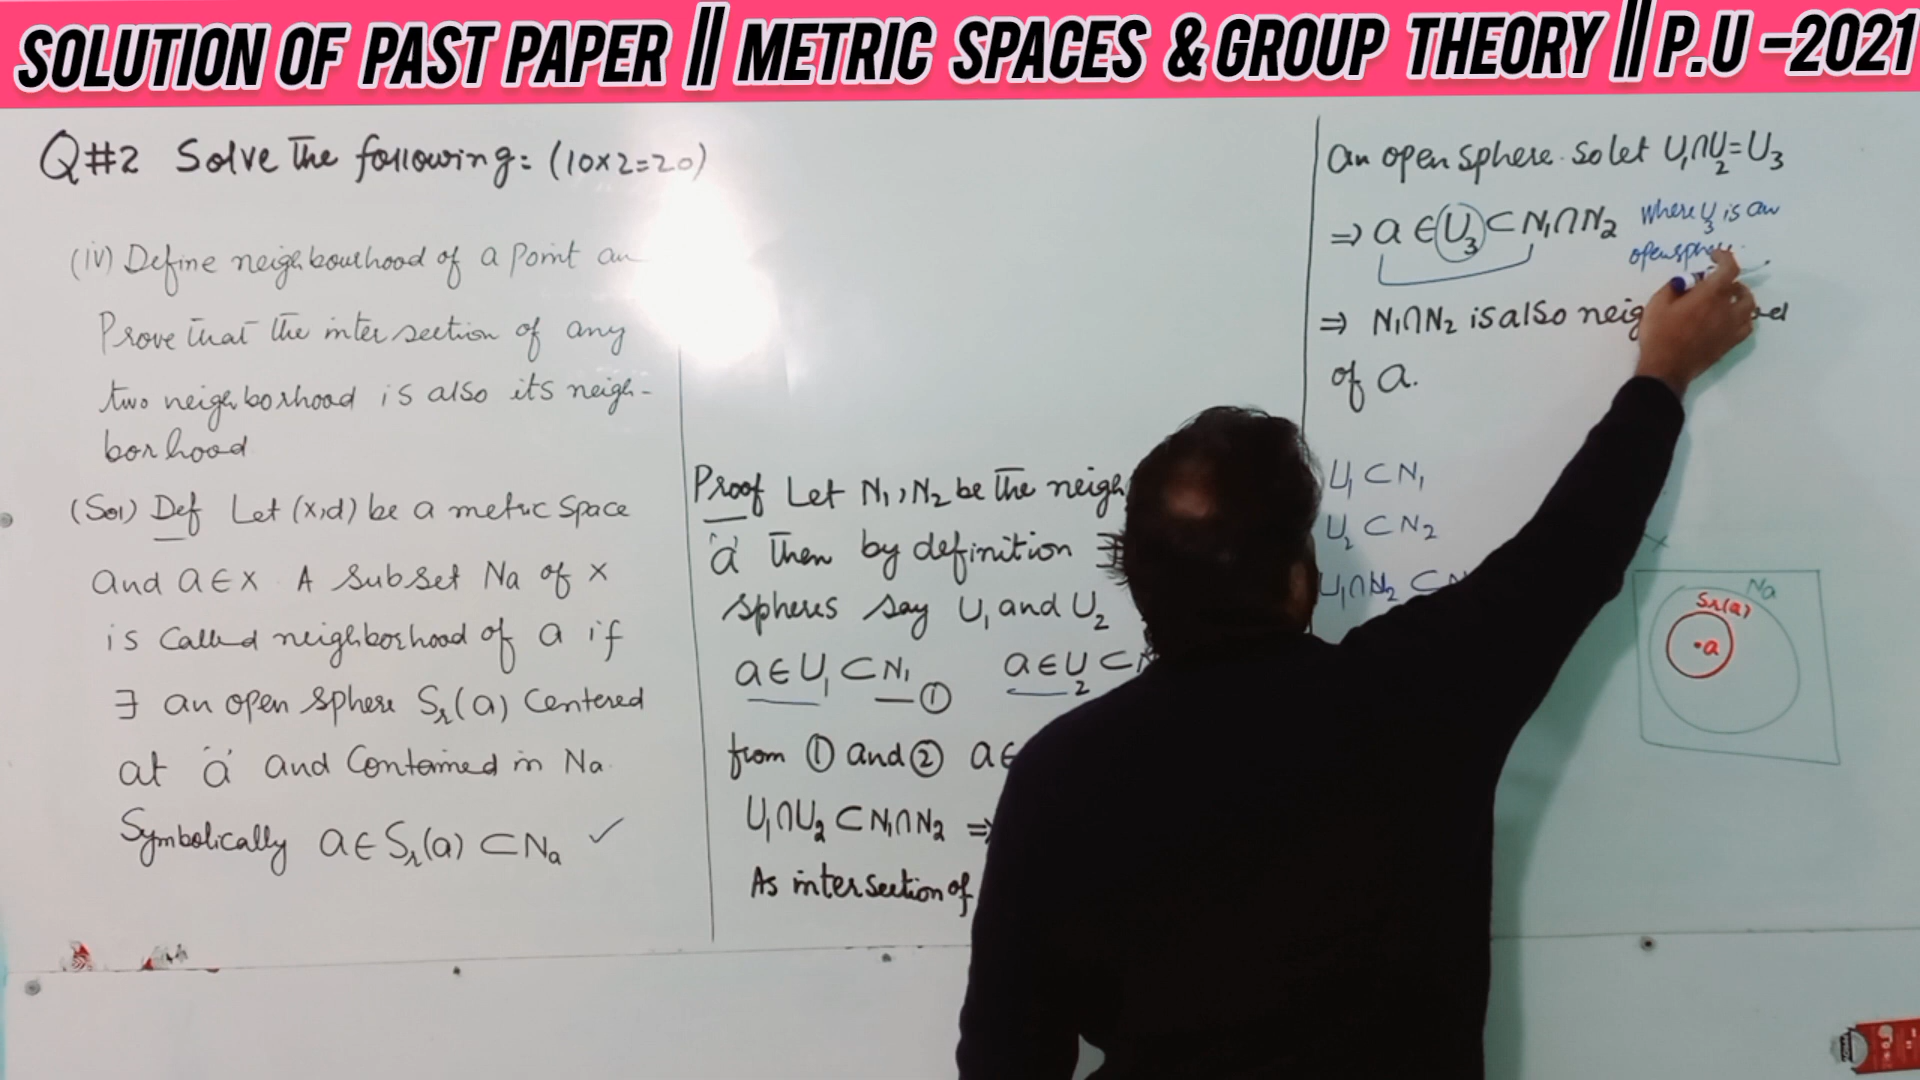 SOLUTION OF PAST PAPER || METRIC SPACES & GROUP THEORY || P.U -2021
Q#2 Solve the following: (10×2=20)
(iv) Define neighbourhood of a Point an
Prove that the intersection of any
two neighborhood is also its neigh-
borhood
(Sol) Def Let (x,d) be a metric space
and a∈x A subset Na of x
is called neighborhood of a if
∃ an open sphere Sr(a) centered
at 'a' and Contained in Na
Symbolically a∈Sr(a) ⊂Na ✓
Proof Let N1,N2 be the neigh
'a' then by definition ∃
spheres say U1 and U2
a∈U1⊂N1 —① a∈U2⊂N
from ① and ② a∈
U1∩U2⊂N1∩N2 ⇒
As intersection of
an open sphere. so let U1∩U2=U3
⇒ a∈U3⊂N1∩N2 where U3 is an
open sphere.
⇒ N1∩N2 is also neig
of a.
U1⊂N1
U2⊂N2
U1∩U2⊂N
x
Na
Sr(a)
•a